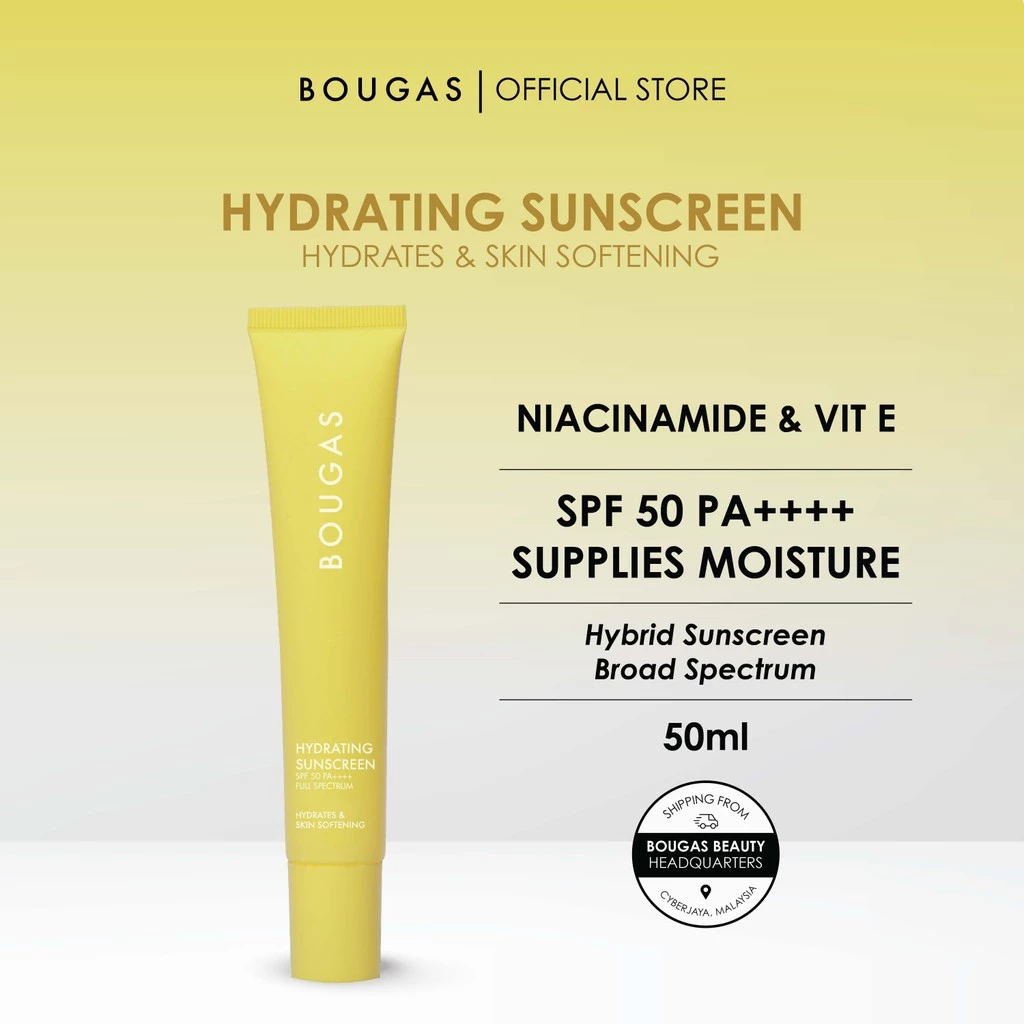 BOUGAS | OFFICIAL STORE
HYDRATING SUNSCREEN
HYDRATES & SKIN SOFTENING
BOUGAS
HYDRATING
SUNSCREEN
SPF 50 PA++++
FULL SPECTRUM
HYDRATES &
SKIN SOFTENING
NIACINAMIDE & VIT E
SPF 50 PA++++
SUPPLIES MOISTURE
Hybrid Sunscreen
Broad Spectrum
50ml
SHIPPING FROM
BOUGAS BEAUTY
HEADQUARTERS
CYBERJAYA, MALAYSIA